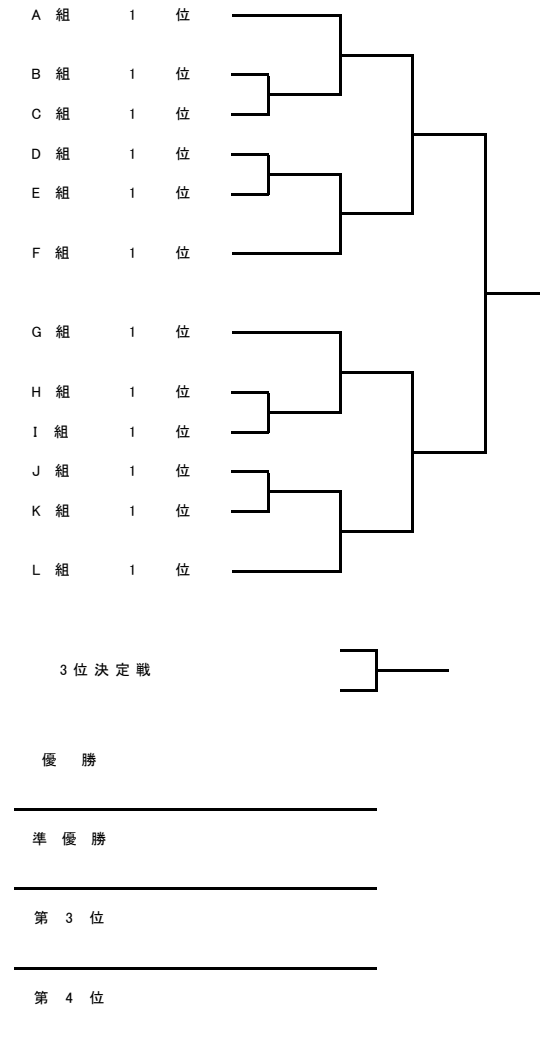 A 組 1 位
B 組 1 位
C 組 1 位
D 組 1 位
E 組 1 位
F 組 1 位
G 組 1 位
H 組 1 位
I 組 1 位
J 組 1 位
K 組 1 位
L 組 1 位
3 位 決 定 戦
優 勝
準 優 勝
第 3 位
第 4 位